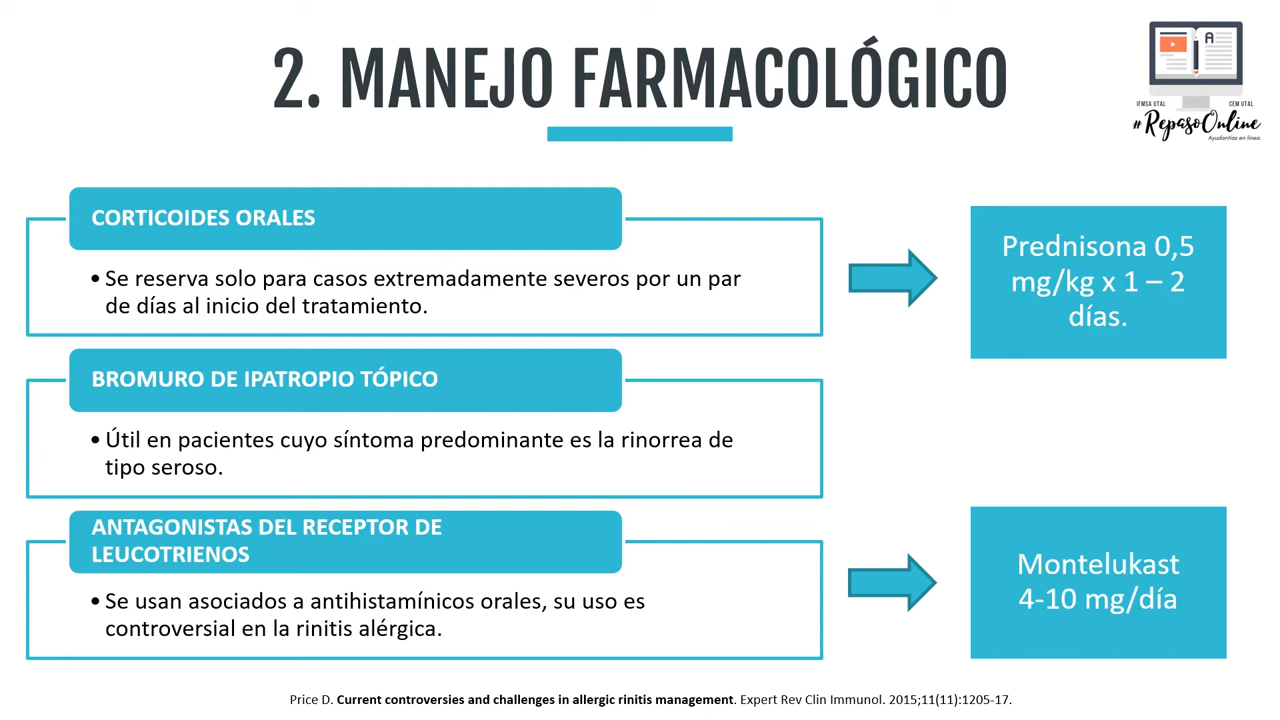 2. MANEJO FARMACOLÓGICO
A
IFMSA UTAL
CEM UTAL
#RepasoOnline
Ayudantías en línea.
CORTICOIDES ORALES
• Se reserva solo para casos extremadamente severos por un par
de días al inicio del tratamiento.
Prednisona 0,5
mg/kg x 1 – 2
días.
BROMURO DE IPATROPIO TÓPICO
• Útil en pacientes cuyo síntoma predominante es la rinorrea de
tipo seroso.
ANTAGONISTAS DEL RECEPTOR DE
LEUCOTRIENOS
• Se usan asociados a antihistamínicos orales, su uso es
controversial en la rinitis alérgica.
Montelukast
4-10 mg/día
Price D. Current controversies and challenges in allergic rinitis management. Expert Rev Clin Immunol. 2015;11(11):1205-17.